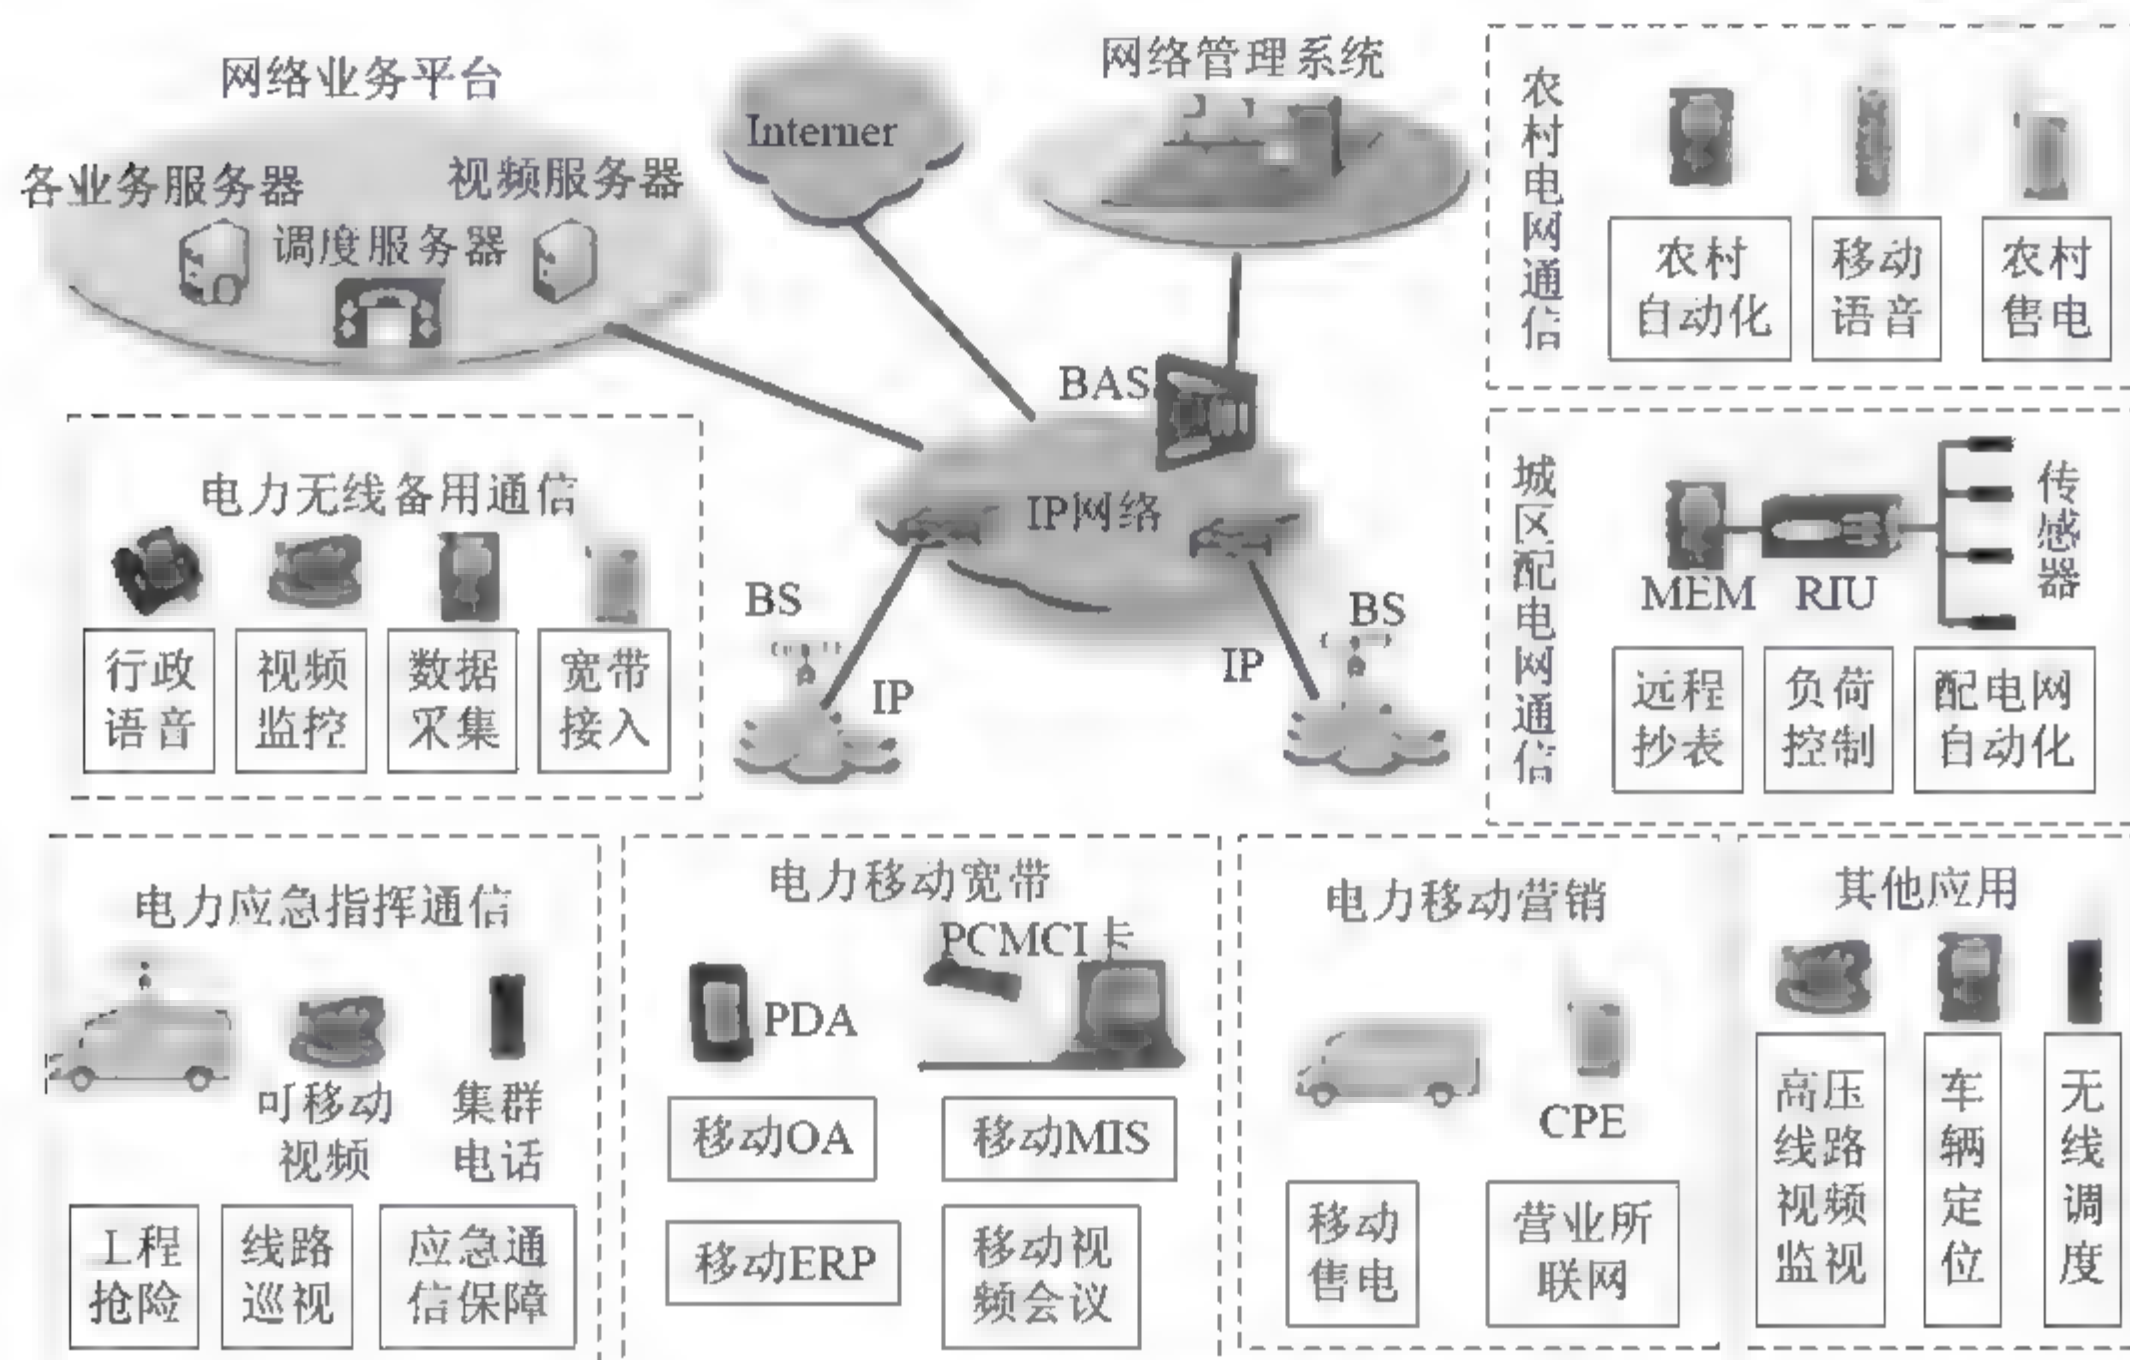 网络业务平台
各业务服务器
视频服务器
调度服务器
Interner
网络管理系统
BAS
IP网络
BS
IP
BS
IP
农村电网通信
农村
自动化
移动
语音
农村
售电
电力无线备用通信
行政
语音
视频
监控
数据
采集
宽带
接入
城区配电网通信
MEM
RIU
传感器
远程
抄表
负荷
控制
配电网
自动化
电力应急指挥通信
可移动
视频
集群
电话
工程
抢险
线路
巡视
应急通
信保障
电力移动宽带
PCMCI卡
PDA
移动OA
移动MIS
移动ERP
移动视
频会议
电力移动营销
CPE
移动
售电
营业所
联网
其他应用
高压
线路
视频
监视
车辆定位
无线调度